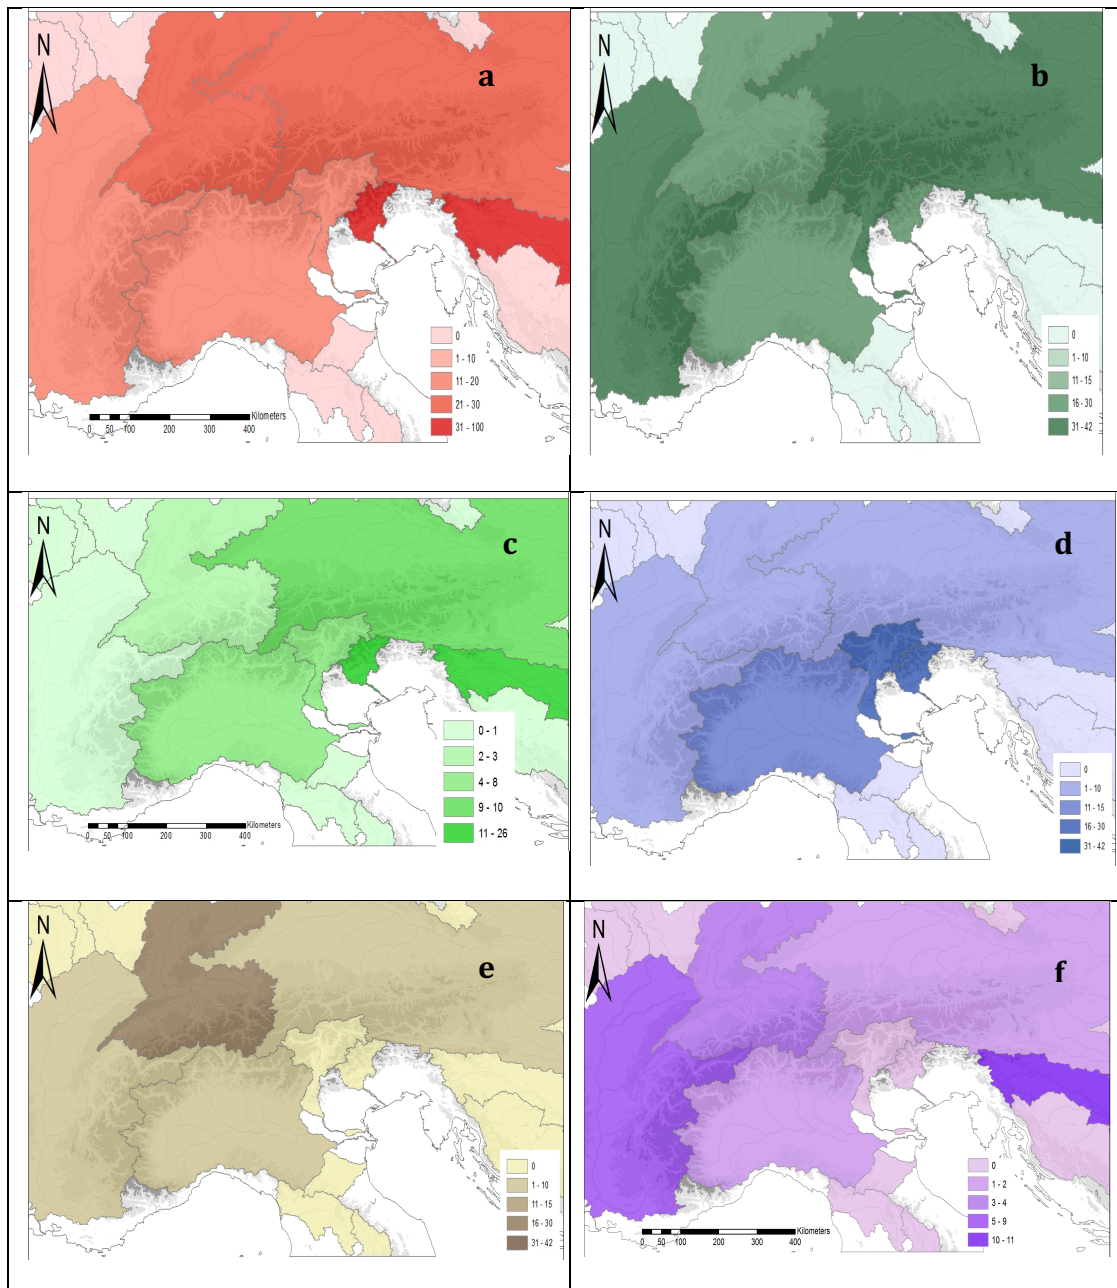 N
a
0
1 - 10
11 - 20
21 - 30
31 - 100
Kilometers
0 50 100 200 300 400
N
b
0
1 - 10
11 - 15
16 - 30
31 - 42
N
c
0 - 1
2 - 3
4 - 8
9 - 10
11 - 26
Kilometers
0 50 100 200 300 400
N
d
0
1 - 10
11 - 15
16 - 30
31 - 42
N
e
0
1 - 10
11 - 15
16 - 30
31 - 42
N
f
0
1 - 2
3 - 4
5 - 9
10 - 11
Kilometers
0 50 100 200 300 400